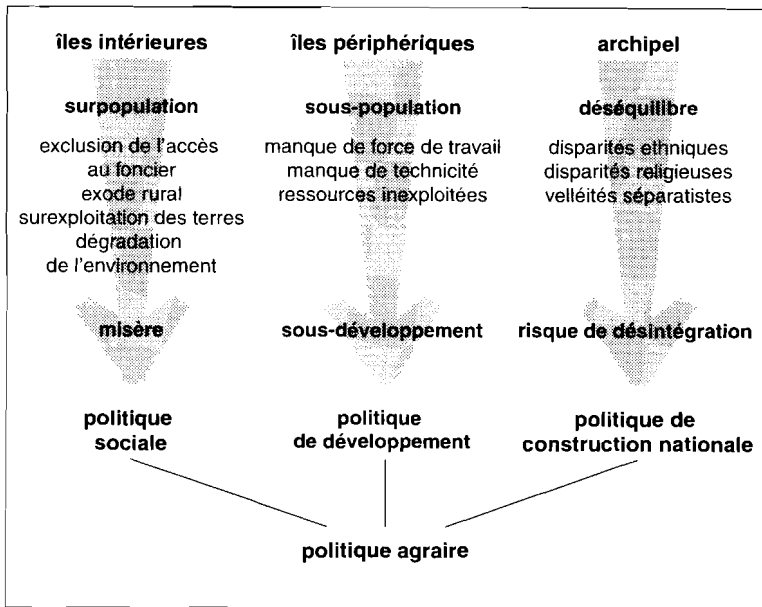 îles intérieures
surpopulation
exclusion de l'accès
au foncier
exode rural
surexploitation des terres
dégradation
de l'environnement
misère
politique
sociale
îles périphériques
sous-population
manque de force de travail
manque de technicité
ressources inexploitées
sous-développement
politique
de développement
archipel
déséquilibre
disparités ethniques
disparités religieuses
velléités séparatistes
risque de désintégration
politique de
construction nationale
politique agraire